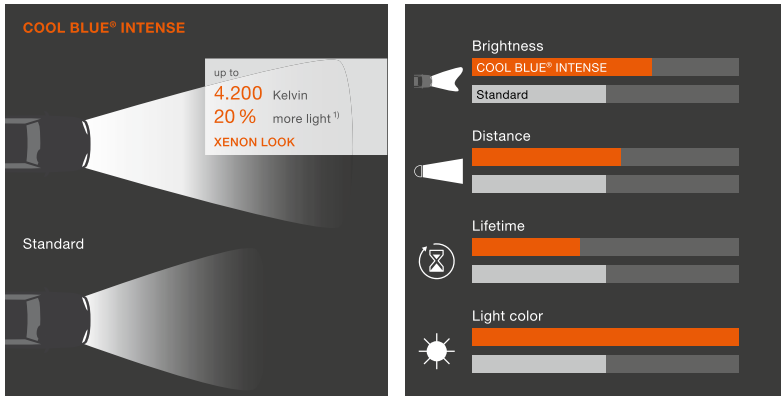 COOL BLUE® INTENSE
up to
4.200 Kelvin
20 % more light ¹⁾
XENON LOOK
Standard
Brightness
COOL BLUE® INTENSE
Standard
Distance
Lifetime
Light color